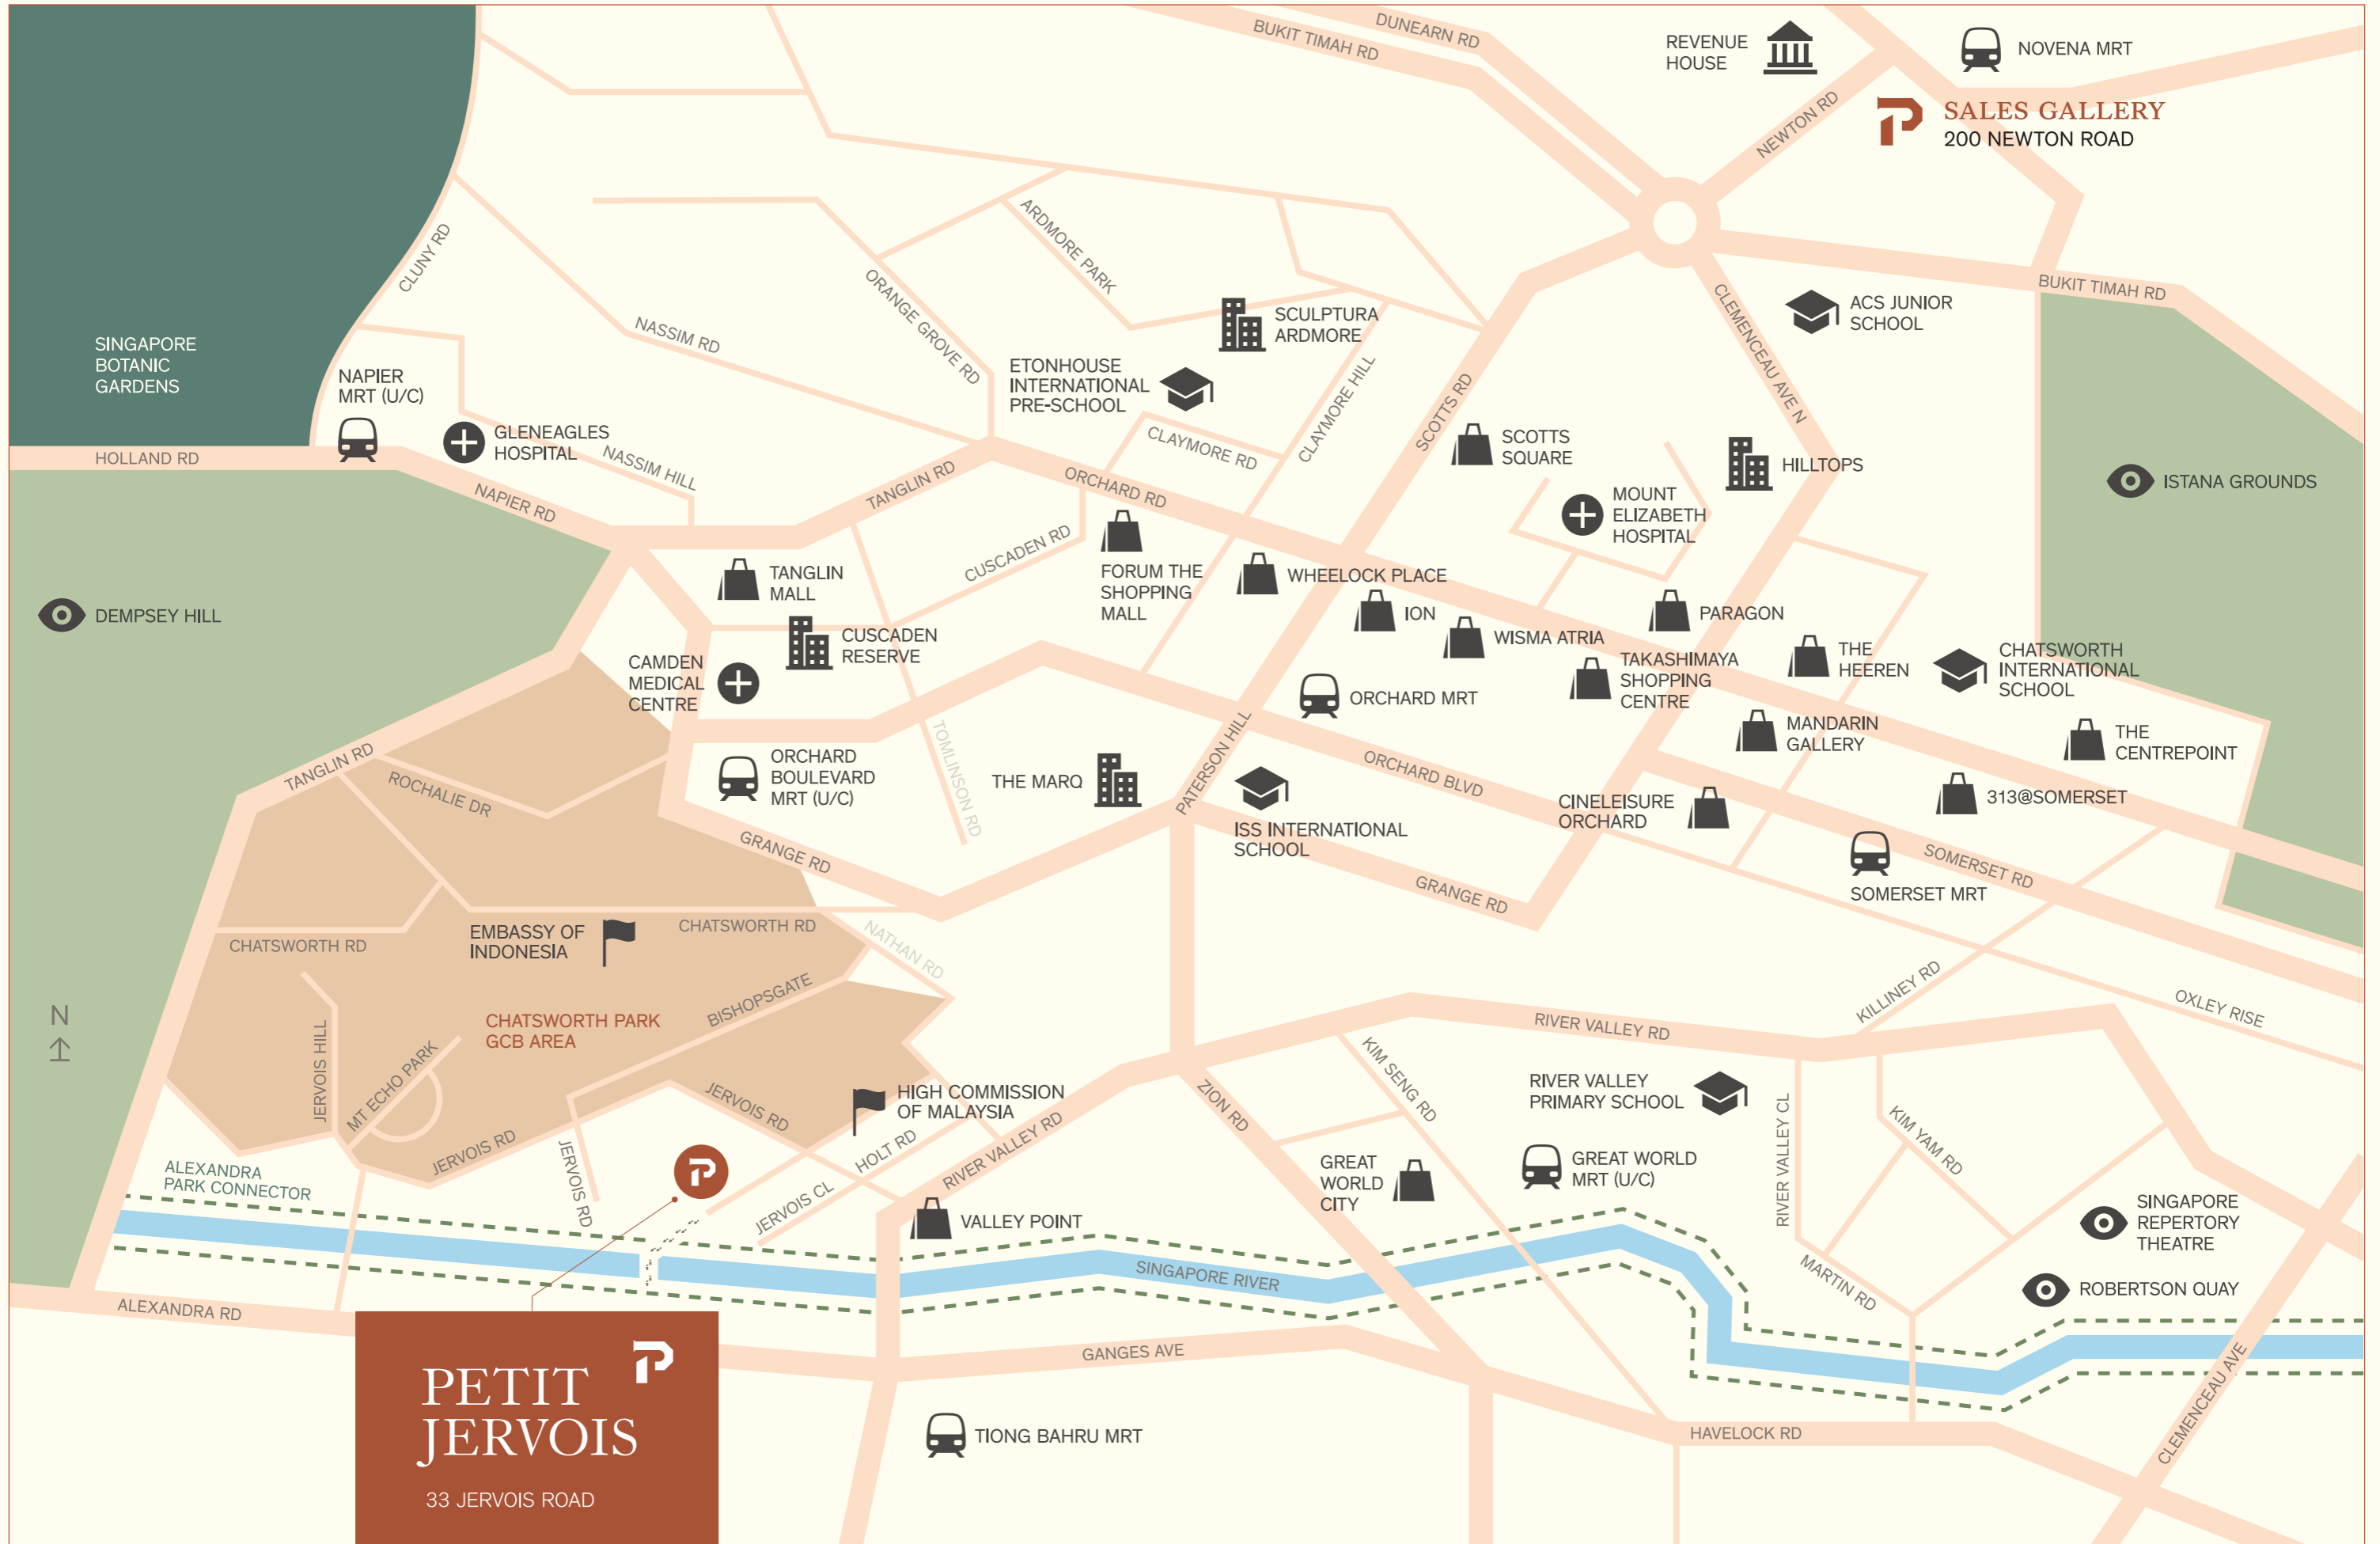 BUKIT TIMAH RD
DUNEARN RD
REVENUE
HOUSE
NOVENA MRT
NEWTON RD
SALES GALLERY
200 NEWTON ROAD
CLUNY RD
ARDMORE PARK
ORANGE GROVE RD
NASSIM RD
SINGAPORE
BOTANIC
GARDENS
NAPIER
MRT (U/C)
GLENEAGLES
HOSPITAL
NASSIM HILL
HOLLAND RD
NAPIER RD
TANGLIN RD
SCULPTURA
ARDMORE
ETONHOUSE
INTERNATIONAL
PRE-SCHOOL
CLAYMORE HILL
CLAYMORE RD
ORCHARD RD
SCOTTS RD
CLEMENCEAU AVE N
ACS JUNIOR
SCHOOL
BUKIT TIMAH RD
SCOTTS
SQUARE
HILLTOPS
MOUNT
ELIZABETH
HOSPITAL
ISTANA GROUNDS
DEMPSEY HILL
TANGLIN
MALL
CUSCADEN RD
CUSCADEN
RESERVE
FORUM THE
SHOPPING
MALL
WHEELOCK PLACE
ION
WISMA ATRIA
PARAGON
TAKASHIMAYA
SHOPPING
CENTRE
THE
HEEREN
CHATSWORTH
INTERNATIONAL
SCHOOL
CAMDEN
MEDICAL
CENTRE
ORCHARD MRT
MANDARIN
GALLERY
THE
CENTREPOINT
TANGLIN RD
ROCHALIE DR
ORCHARD
BOULEVARD
MRT (U/C)
TOMLINSON RD
THE MARQ
PATERSON HILL
ORCHARD BLVD
CINELEISURE
ORCHARD
313@SOMERSET
ISS INTERNATIONAL
SCHOOL
GRANGE RD
GRANGE RD
SOMERSET RD
SOMERSET MRT
CHATSWORTH RD
EMBASSY OF
INDONESIA
CHATSWORTH RD
NATHAN RD
BISHOPSGATE
CHATSWORTH PARK
GCB AREA
N
JERVOIS HILL
MT ECHO PARK
KILLINEY RD
OXLEY RISE
RIVER VALLEY RD
KIM SENG RD
ZION RD
JERVOIS RD
HIGH COMMISSION
OF MALAYSIA
HOLT RD
RIVER VALLEY RD
RIVER VALLEY
PRIMARY SCHOOL
RIVER VALLEY CL
KIM YAM RD
JERVOIS RD
JERVOIS RD
JERVOIS CL
ALEXANDRA
PARK CONNECTOR
GREAT
WORLD
CITY
GREAT WORLD
MRT (U/C)
SINGAPORE
REPERTORY
THEATRE
VALLEY POINT
SINGAPORE RIVER
MARTIN RD
ROBERTSON QUAY
ALEXANDRA RD
GANGES AVE
CLEMENCEAU AVE
HAVELOCK RD
TIONG BAHRU MRT
PETIT
JERVOIS
33 JERVOIS ROAD